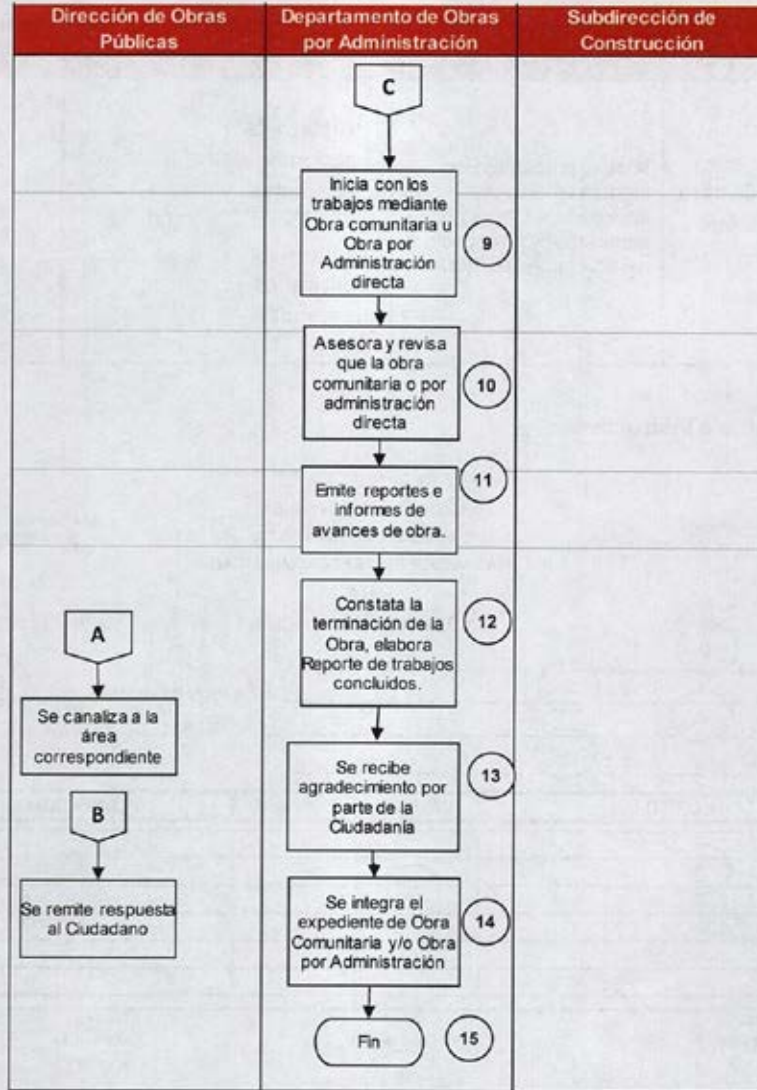 Dirección de Obras
Públicas
Departamento de Obras
por Administración
Subdirección de
Construcción
C
Inicia con los
trabajos mediante
Obra comunitaria u
Obra por
Administración
directa
9
Asesora y revisa
que la obra
comunitaria o por
administración
directa
10
Emite reportes e
informes de
avances de obra.
11
Constata la
terminación de la
Obra, elabora
Reporte de trabajos
concluidos.
12
A
Se canaliza a la
área
correspondiente
Se recibe
agradecimiento por
parte de la
Ciudadanía
13
B
Se remite respuesta
al Ciudadano
Se integra el
expediente de Obra
Comunitaria y/o Obra
por Administración
14
Fin
15